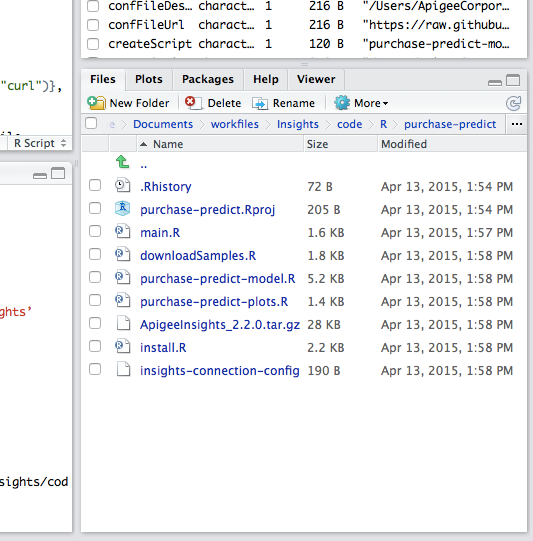 confFileDes… charact… 1 216 B "/Users/ApigeeCorpor…
confFileUrl charact… 1 216 B "https://raw.githubu…
createScript charact… 1 120 B "purchase-predict-mo…
"curl")},
R Script
Files Plots Packages Help Viewer
New Folder Delete Rename More
Documents workfiles Insights code R purchase-predict ...
Name Size Modified
..
.Rhistory 72 B Apr 13, 2015, 1:54 PM
purchase-predict.Rproj 205 B Apr 13, 2015, 1:54 PM
main.R 1.6 KB Apr 13, 2015, 1:57 PM
downloadSamples.R 1.8 KB Apr 13, 2015, 1:58 PM
purchase-predict-model.R 5.2 KB Apr 13, 2015, 1:58 PM
ghts’
purchase-predict-plots.R 1.4 KB Apr 13, 2015, 1:58 PM
ApigeeInsights_2.2.0.tar.gz 28 KB Apr 13, 2015, 1:58 PM
install.R 2.2 KB Apr 13, 2015, 1:58 PM
insights-connection-config 190 B Apr 13, 2015, 1:58 PM
sights/cod